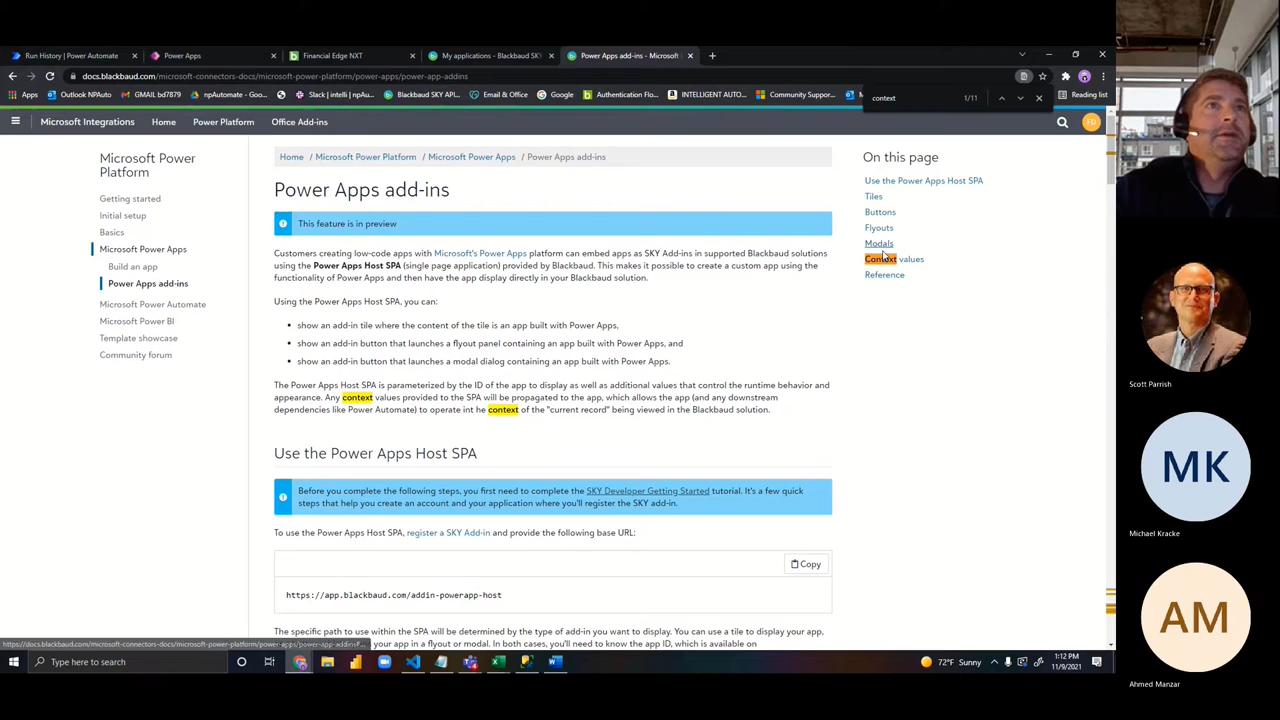 Run History | Power Automate
Power Apps
Financial Edge NXT
My applications - Blackbaud SKY
Power Apps add-ins - Microsoft
docs.blackbaud.com/microsoft-connectors-docs/microsoft-power-platform/power-apps/power-app-addins
Apps
Outlook NPAuto
GMAIL bd7879
npAutomate - Goog...
Slack | intelli | npau...
Blackbaud SKY API...
Email & Office
Google
Authentication Flow...
INTELLIGENT AUTO...
Community Suppor...
Reading list
context
1/11
Microsoft Integrations
Home
Power Platform
Office Add-ins
FD
Microsoft Power
Platform
Getting started
Initial setup
Basics
Microsoft Power Apps
Build an app
Power Apps add-ins
Microsoft Power Automate
Microsoft Power BI
Template showcase
Community forum
Home / Microsoft Power Platform / Microsoft Power Apps / Power Apps add-ins
Power Apps add-ins
This feature is in preview
Customers creating low-code apps with Microsoft's Power Apps platform can embed apps as SKY Add-ins in supported Blackbaud solutions
using the Power Apps Host SPA (single page application) provided by Blackbaud. This makes it possible to create a custom app using the
functionality of Power Apps and then have the app display directly in your Blackbaud solution.
Using the Power Apps Host SPA, you can:
• show an add-in tile where the content of the tile is an app built with Power Apps,
• show an add-in button that launches a flyout panel containing an app built with Power Apps, and
• show an add-in button that launches a modal dialog containing an app built with Power Apps.
The Power Apps Host SPA is parameterized by the ID of the app to display as well as additional values that control the runtime behavior and
appearance. Any context values provided to the SPA will be propagated to the app, which allows the app (and any downstream
dependencies like Power Automate) to operate int he context of the "current record" being viewed in the Blackbaud solution.
Use the Power Apps Host SPA
Before you complete the following steps, you first need to complete the SKY Developer Getting Started tutorial. It's a few quick
steps that help you create an account and your application where you'll register the SKY add-in.
To use the Power Apps Host SPA, register a SKY Add-in and provide the following base URL:
Copy
https://app.blackbaud.com/addin-powerapp-host
The specific path to use within the SPA will be determined by the type of add-in you want to display. You can use a tile to display your app,
your app in a flyout or modal. In both cases, you'll need to know the app ID, which is available on
https://docs.blackbaud.com/microsoft-connectors-docs/microsoft-power-platform/power-apps/power-app-addins#...
On this page
Use the Power Apps Host SPA
Tiles
Buttons
Flyouts
Modals
Context values
Reference
Type here to search
72°F Sunny
1:12 PM
11/9/2021
Scott Parrish
MK
Michael Kracke
AM
Ahmed Manzar